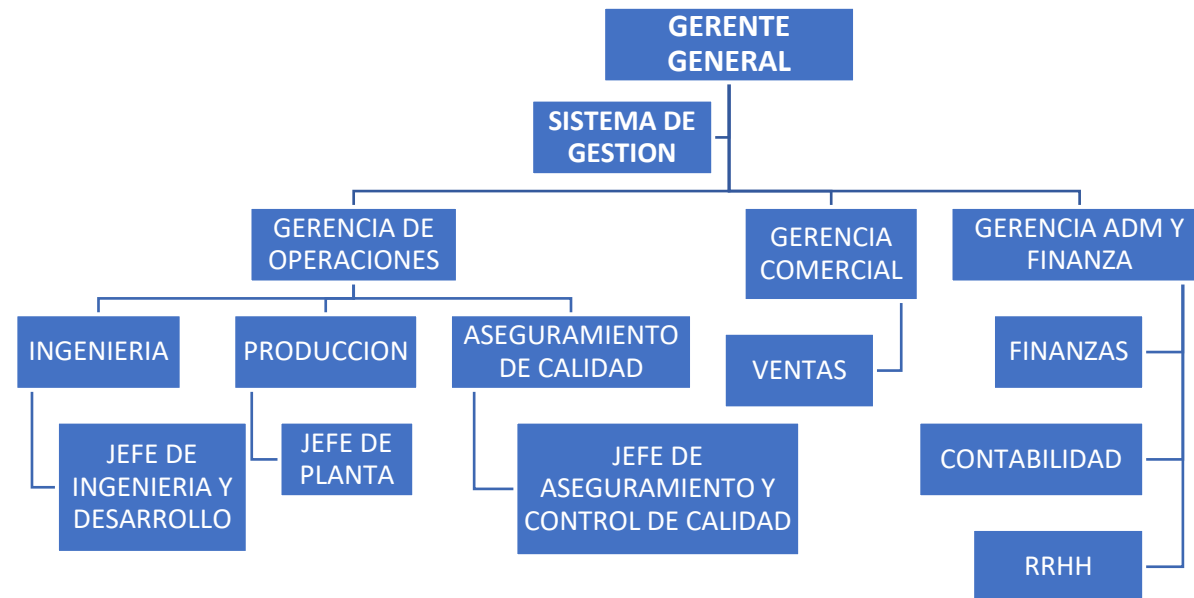 GERENTE
GENERAL
SISTEMA DE
GESTION
GERENCIA DE
OPERACIONES
GERENCIA
COMERCIAL
GERENCIA ADM Y
FINANZA
INGENIERIA
PRODUCCION
ASEGURAMIENTO
DE CALIDAD
VENTAS
FINANZAS
JEFE DE
INGENIERIA Y
DESARROLLO
JEFE DE
PLANTA
JEFE DE
ASEGURAMIENTO Y
CONTROL DE CALIDAD
CONTABILIDAD
RRHH